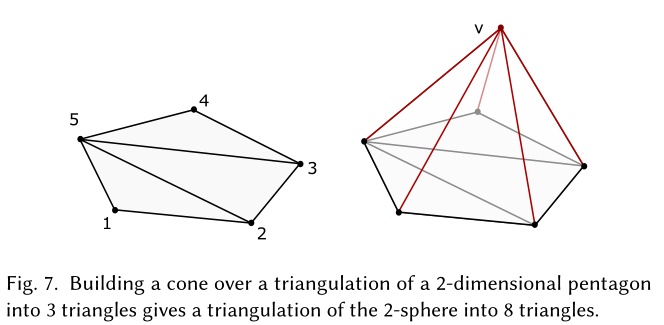 v
4
5
3
1
2
Fig. 7. Building a cone over a triangulation of a 2-dimensional pentagon
into 3 triangles gives a triangulation of the 2-sphere into 8 triangles.